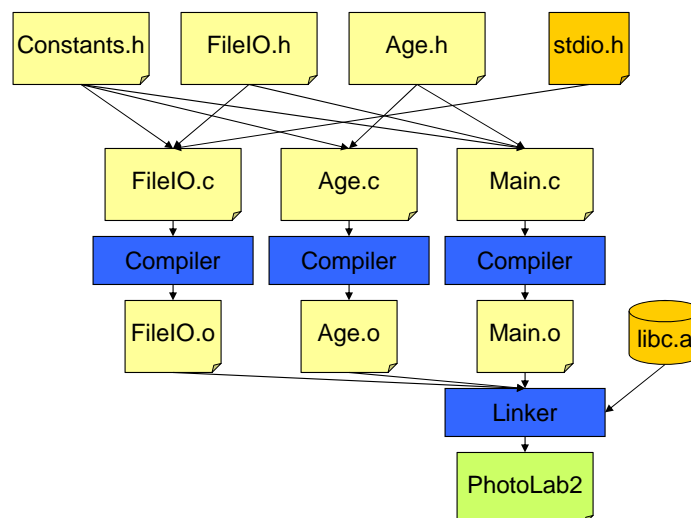 Constants.h
FileIO.h
Age.h
stdio.h
FileIO.c
Age.c
Main.c
Compiler
Compiler
Compiler
FileIO.o
Age.o
Main.o
libc.a
Linker
PhotoLab2